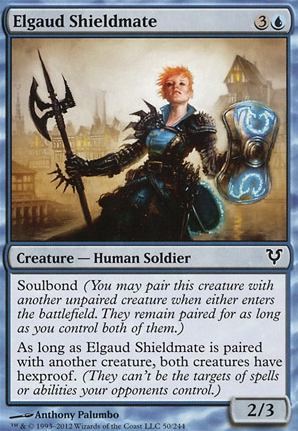 Elgaud Shieldmate 3
Creature — Human Soldier
Soulbond (You may pair this creature with
another unpaired creature when either enters
the battlefield. They remain paired for as long
as you control both of them.)
As long as Elgaud Shieldmate is paired
with another creature, both creatures have
hexproof. (They can't be the targets of spells
or abilities your opponents control.)
Anthony Palumbo
™ & © 1993–2012 Wizards of the Coast LLC 50/244
2/3